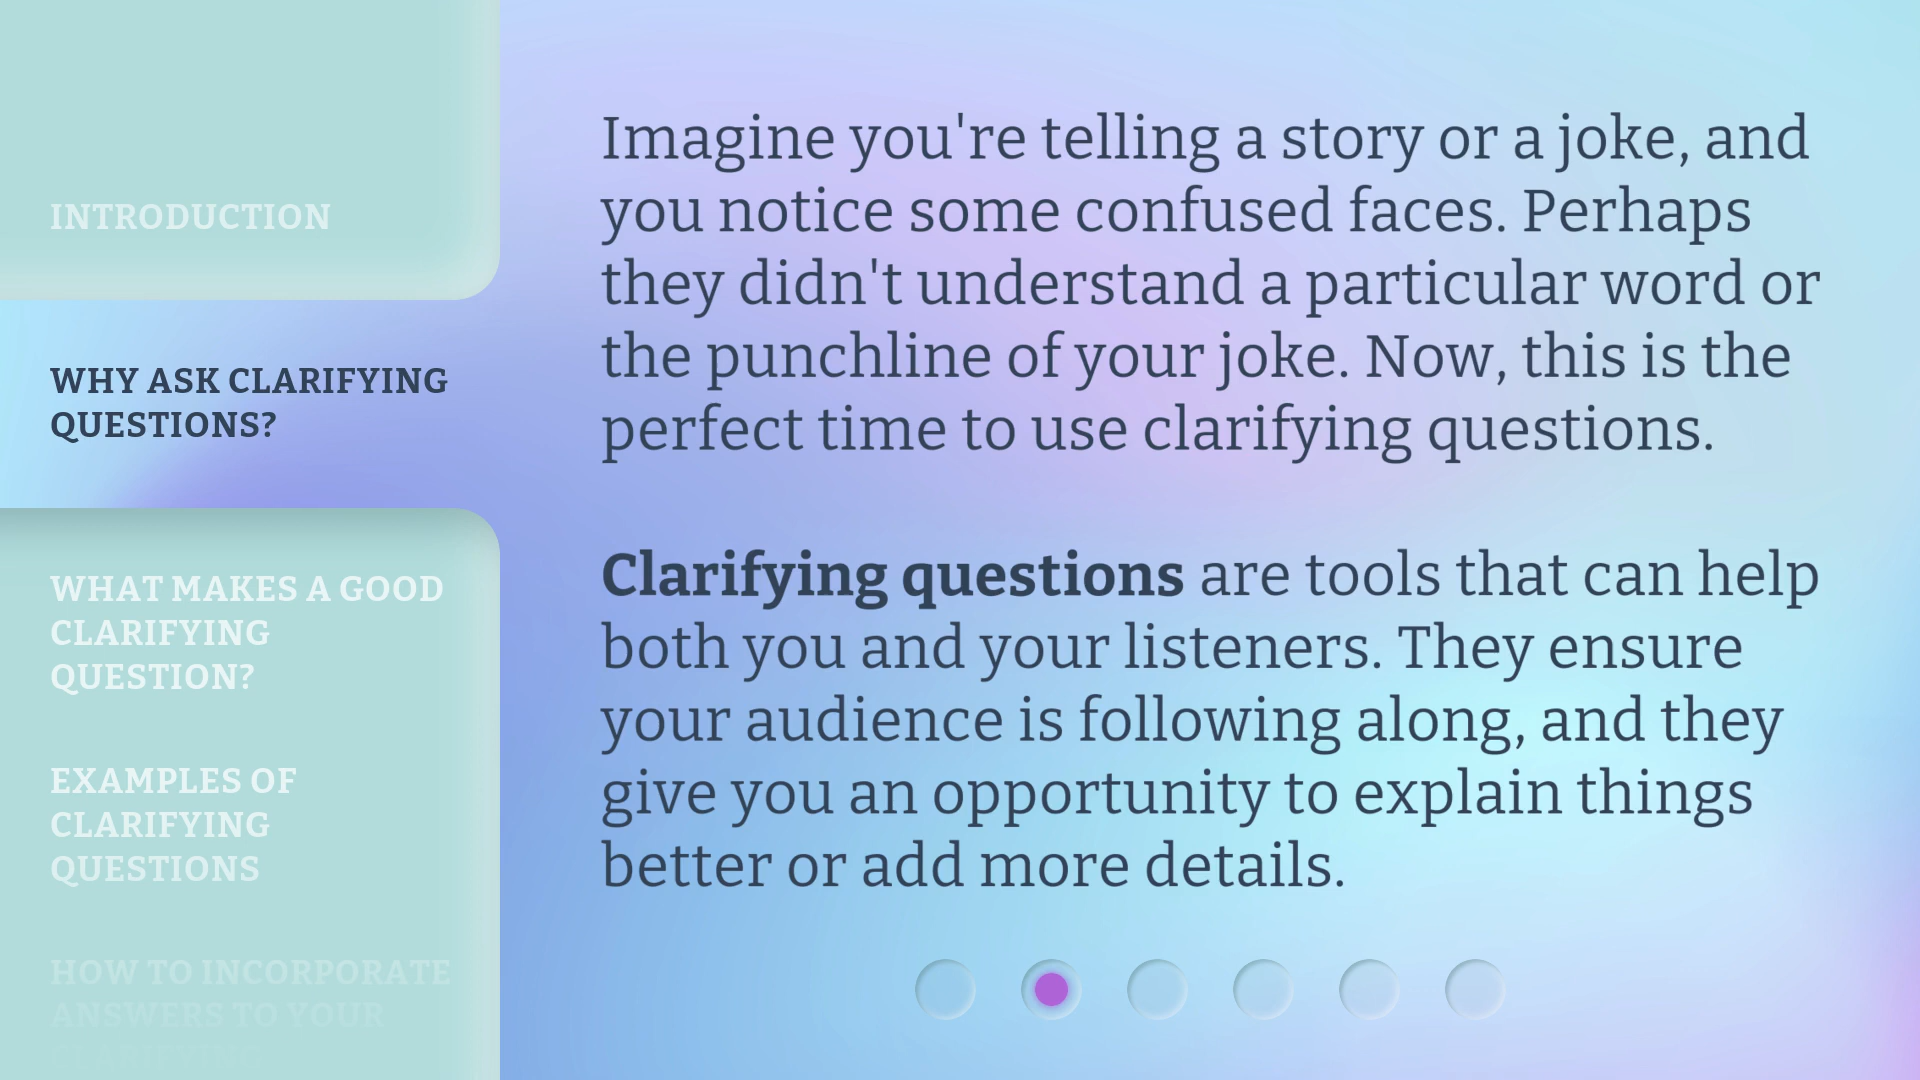 INTRODUCTION
WHY ASK CLARIFYING
QUESTIONS?
WHAT MAKES A GOOD
CLARIFYING
QUESTION?
EXAMPLES OF
CLARIFYING
QUESTIONS
HOW TO INCORPORATE
ANSWERS TO YOUR
CLARIFYING
Imagine you're telling a story or a joke, and
you notice some confused faces. Perhaps
they didn't understand a particular word or
the punchline of your joke. Now, this is the
perfect time to use clarifying questions.
Clarifying questions are tools that can help
both you and your listeners. They ensure
your audience is following along, and they
give you an opportunity to explain things
better or add more details.